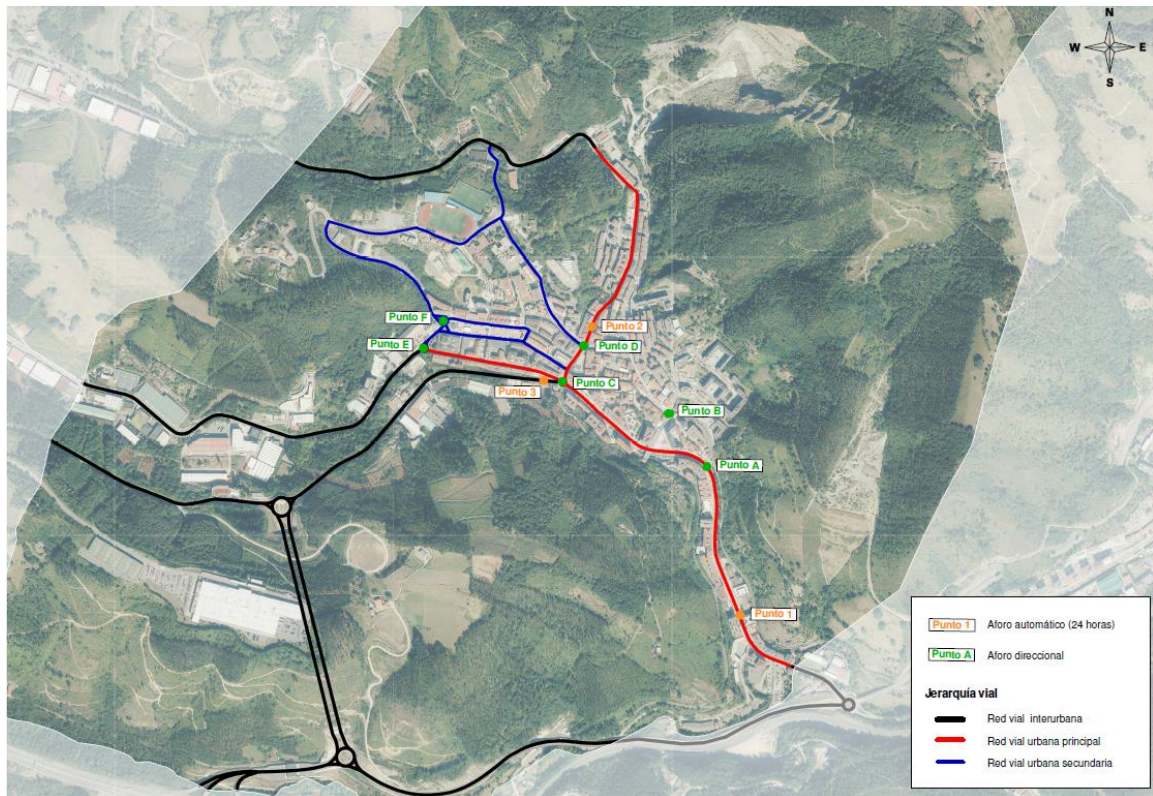 N
W E
S
Punto F
Punto 2
Punto E
Punto D
Punto 3
Punto C
Punto B
Punto A
Punto 1
Punto 1 Aforo automático (24 horas)
Punto A Aforo direccional
Jerarquía vial
Red vial interurbana
Red vial urbana principal
Red vial urbana secundaria